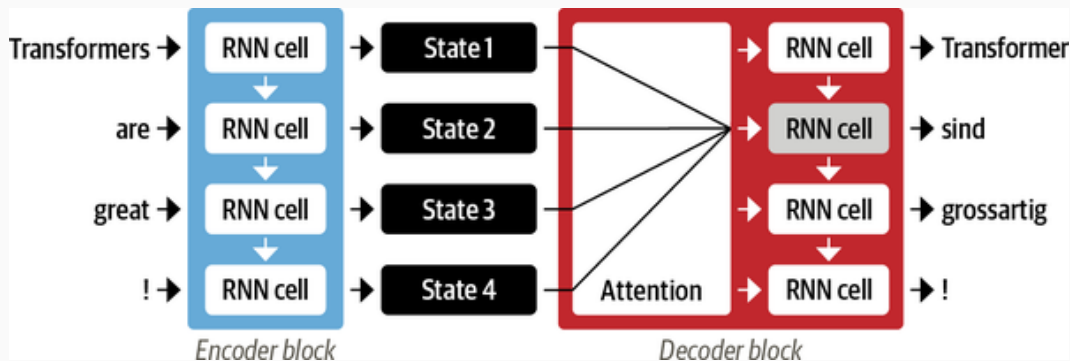 Transformers RNN cell State 1 RNN cell Transformer
are RNN cell State 2 RNN cell sind
great RNN cell State 3 RNN cell grossartig
! RNN cell State 4 Attention RNN cell !
Encoder block Decoder block